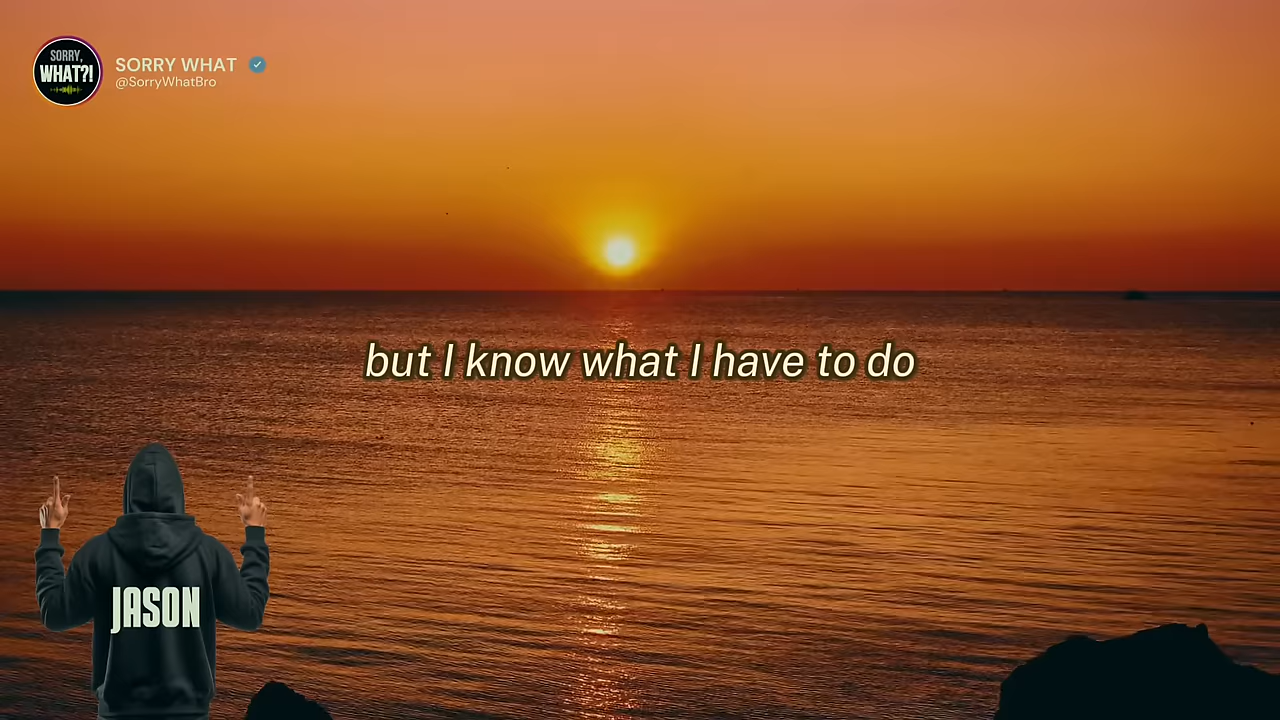 SORRY,
WHAT?!
SORRY WHAT
@SorryWhatBro
but I know what I have to do
JASON